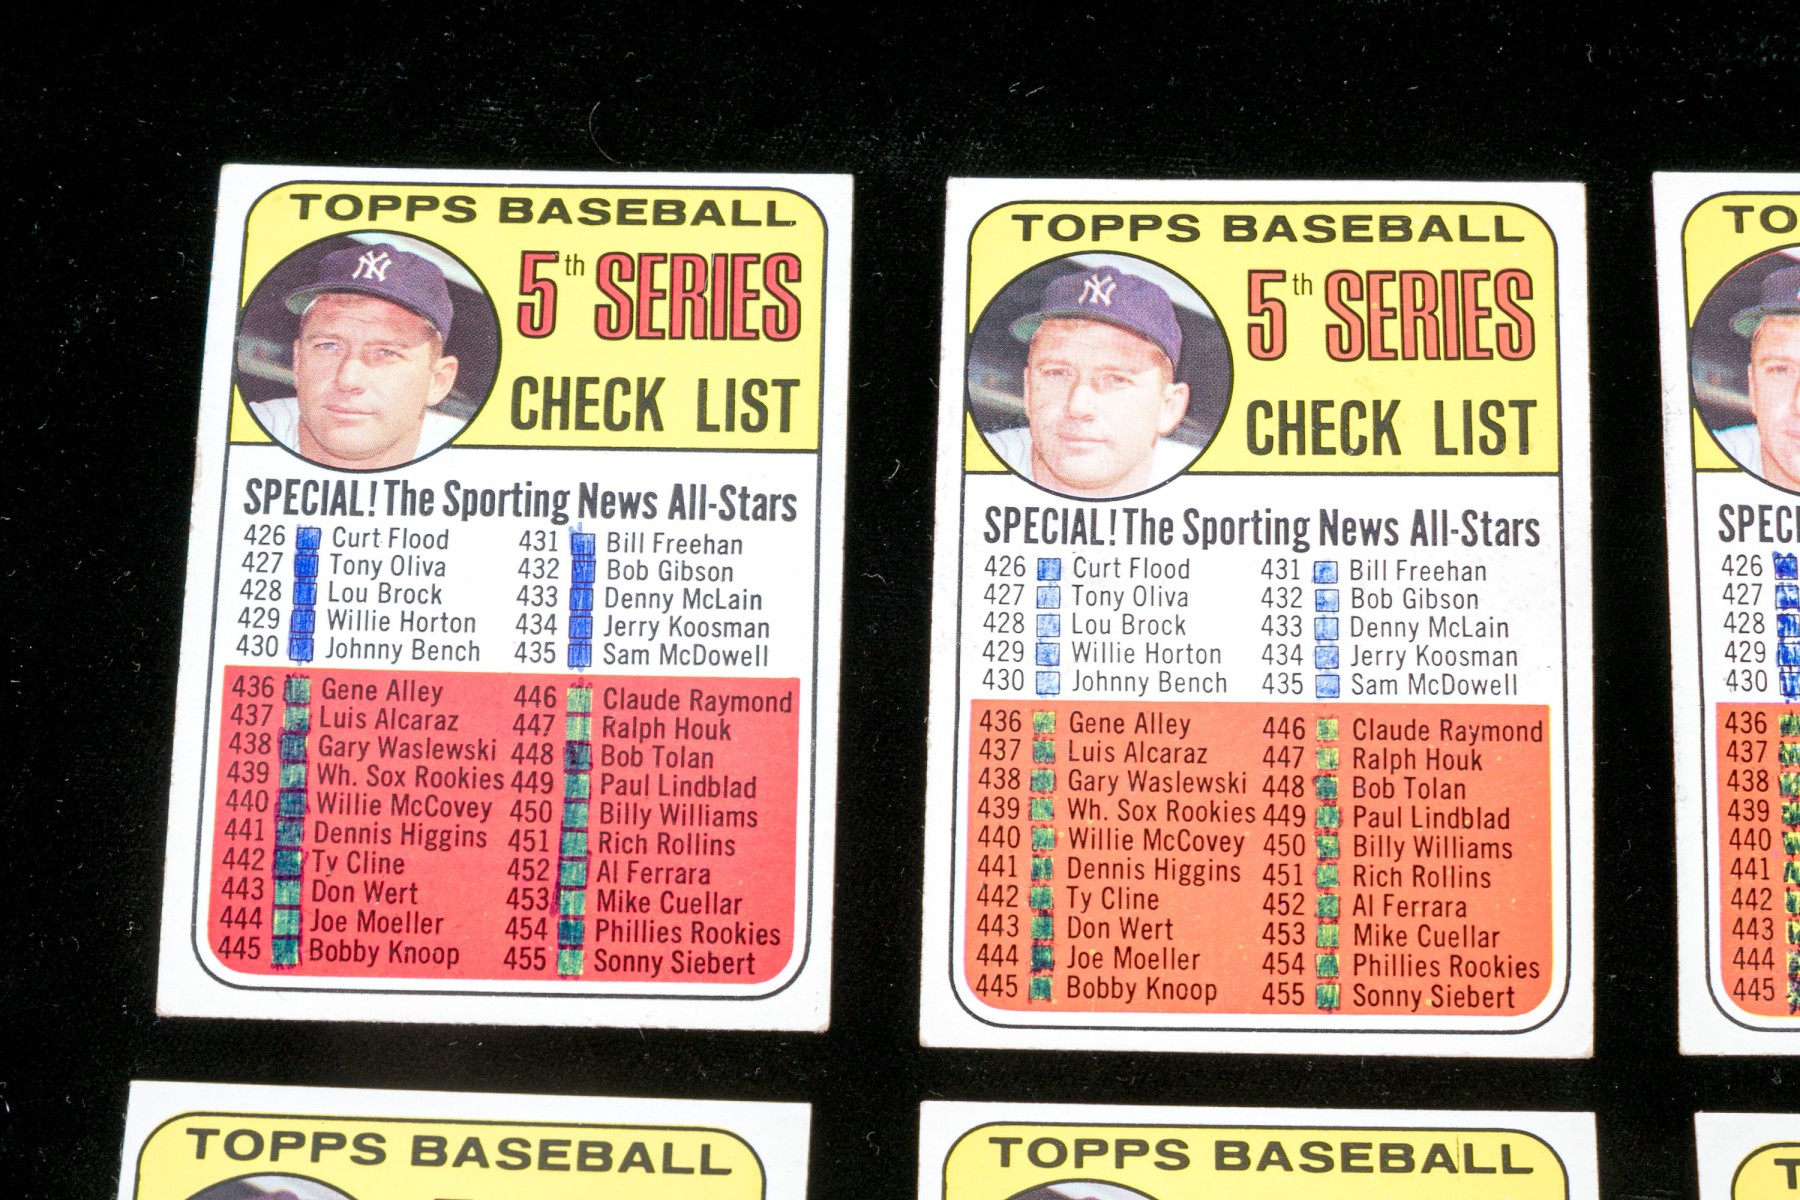 TOPPS BASEBALL
NY
5th SERIES
CHECK LIST
SPECIAL! The Sporting News All-Stars
426 Curt Flood 431 Bill Freehan
427 Tony Oliva 432 Bob Gibson
428 Lou Brock 433 Denny McLain
429 Willie Horton 434 Jerry Koosman
430 Johnny Bench 435 Sam McDowell
436 Gene Alley 446 Claude Raymond
437 Luis Alcaraz 447 Ralph Houk
438 Gary Waslewski 448 Bob Tolan
439 Wh. Sox Rookies 449 Paul Lindblad
440 Willie McCovey 450 Billy Williams
441 Dennis Higgins 451 Rich Rollins
442 Ty Cline 452 Al Ferrara
443 Don Wert 453 Mike Cuellar
444 Joe Moeller 454 Phillies Rookies
445 Bobby Knoop 455 Sonny Siebert
TOPPS BASEBALL
NY
5th SERIES
CHECK LIST
SPECIAL! The Sporting News All-Stars
426 Curt Flood 431 Bill Freehan
427 Tony Oliva 432 Bob Gibson
428 Lou Brock 433 Denny McLain
429 Willie Horton 434 Jerry Koosman
430 Johnny Bench 435 Sam McDowell
436 Gene Alley 446 Claude Raymond
437 Luis Alcaraz 447 Ralph Houk
438 Gary Waslewski 448 Bob Tolan
439 Wh. Sox Rookies 449 Paul Lindblad
440 Willie McCovey 450 Billy Williams
441 Dennis Higgins 451 Rich Rollins
442 Ty Cline 452 Al Ferrara
443 Don Wert 453 Mike Cuellar
444 Joe Moeller 454 Phillies Rookies
445 Bobby Knoop 455 Sonny Siebert
TO
SPECI
426
427
428
429
430
436
437
438
439
440
441
442
443
444
445
TOPPS BASEBALL
TOPPS BASEBALL
T